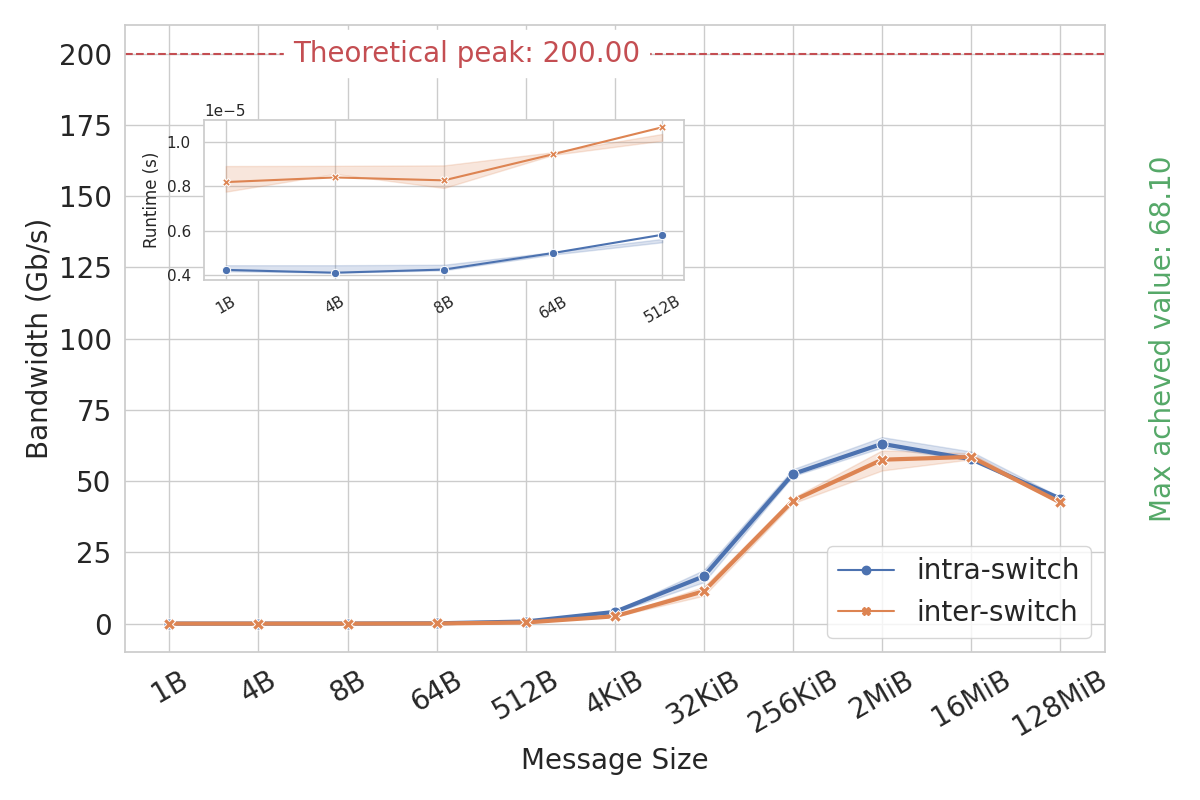 Theoretical peak: 200.00
Bandwidth (Gb/s)
200
175
150
125
100
75
50
25
0
1e−5
Runtime (s)
1.0
0.8
0.6
0.4
1B
4B
8B
64B
512B
intra-switch
inter-switch
1B
4B
8B
64B
512B
4KiB
32KiB
256KiB
2MiB
16MiB
128MiB
Message Size
Max acheved value: 68.10